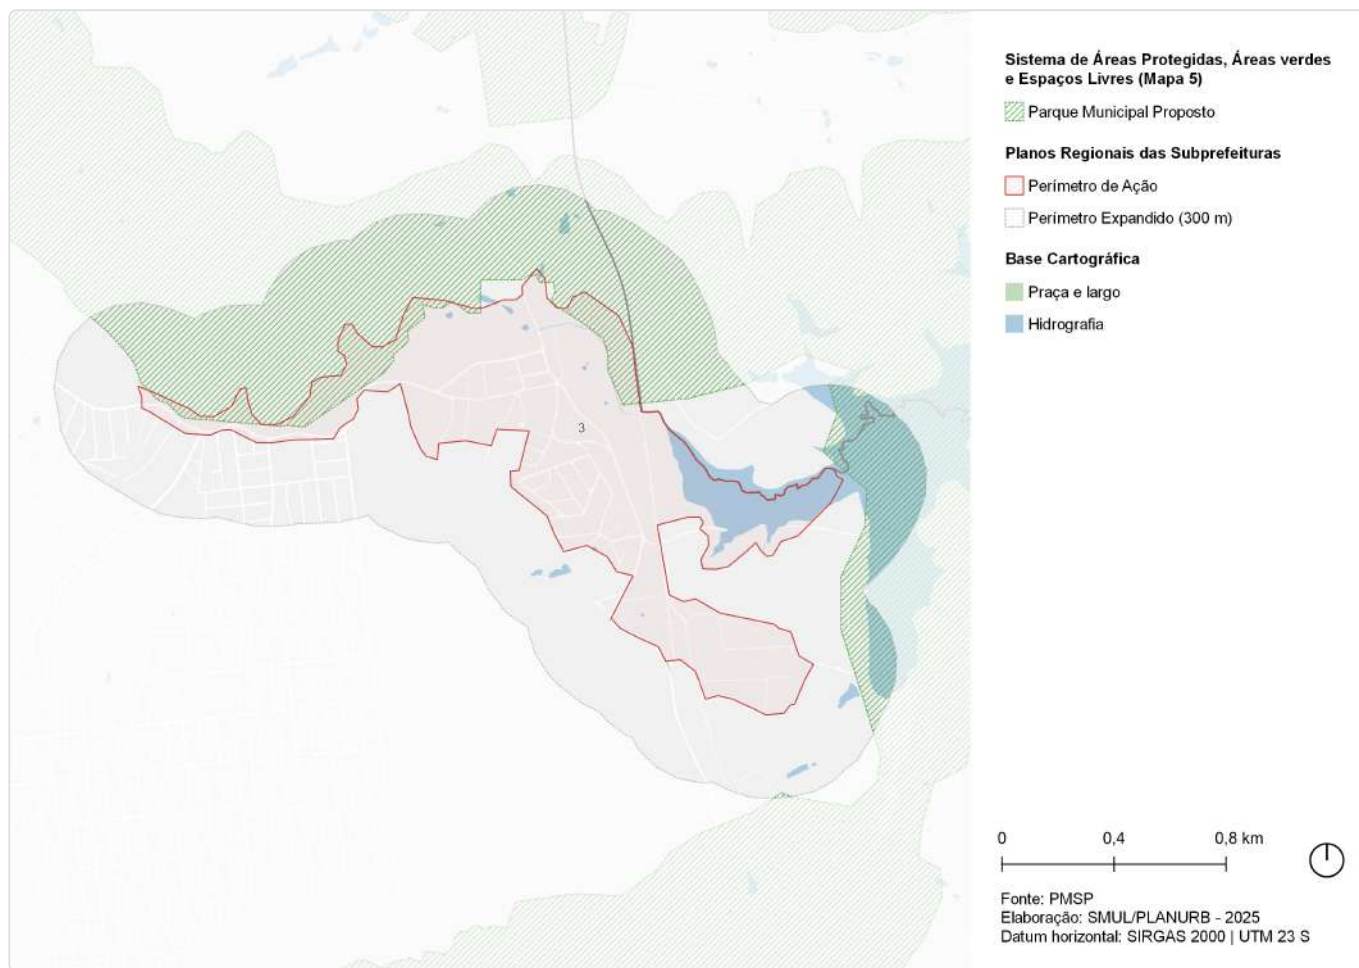 Sistema de Áreas Protegidas, Áreas verdes
e Espaços Livres (Mapa 5)
Parque Municipal Proposto
Planos Regionais das Subprefeituras
Perímetro de Ação
Perímetro Expandido (300 m)
Base Cartográfica
Praça e largo
Hidrografia
3
0 0,4 0,8 km
Fonte: PMSP
Elaboração: SMUL/PLANURB - 2025
Datum horizontal: SIRGAS 2000 | UTM 23 S